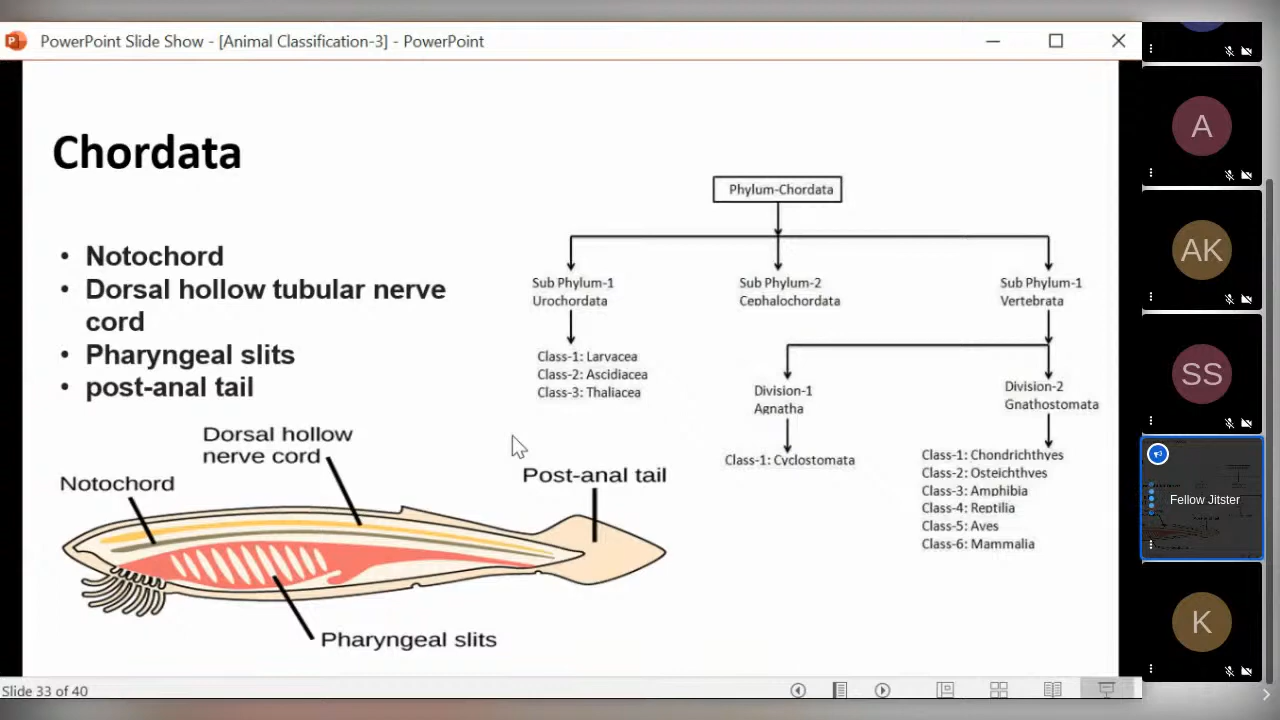 PowerPoint Slide Show - [Animal Classification-3] - PowerPoint
Chordata
• Notochord
• Dorsal hollow tubular nerve
cord
• Pharyngeal slits
• post-anal tail
Phylum-Chordata
Sub Phylum-1
Urochordata
Sub Phylum-2
Cephalochordata
Sub Phylum-1
Vertebrata
Class-1: Larvacea
Class-2: Ascidiacea
Class-3: Thaliacea
Division-1
Agnatha
Division-2
Gnathostomata
Class-1: Cyclostomata
Class-1: Chondrichthves
Class-2: Osteichthves
Class-3: Amphibia
Class-4: Reptilia
Class-5: Aves
Class-6: Mammalia
Dorsal hollow
nerve cord
Notochord
Post-anal tail
Pharyngeal slits
Slide 33 of 40
A
AK
SS
Fellow Jitster
K